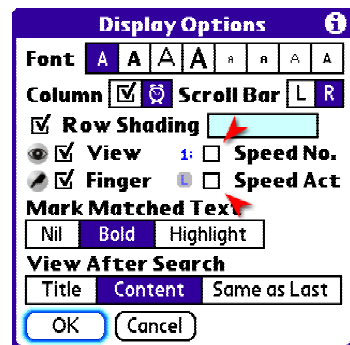 Display Options i
Font A A A A a a A A
Column Scroll Bar L R
Row Shading
View 1: Speed No.
Finger L Speed Act
Mark Matched Text
Nil Bold Highlight
View After Search
Title Content Same as Last
OK Cancel